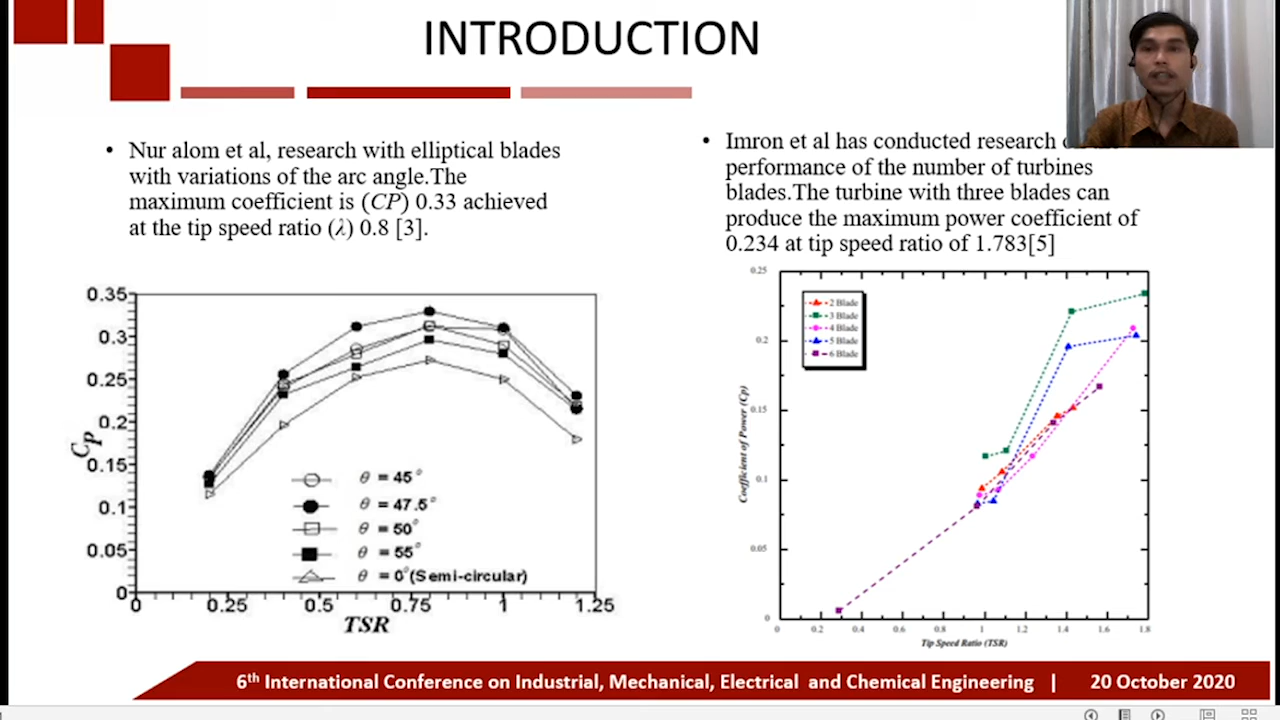 INTRODUCTION
• Nur alom et al, research with elliptical blades
with variations of the arc angle.The
maximum coefficient is (CP) 0.33 achieved
at the tip speed ratio (λ) 0.8 [3].
• Imron et al has conducted research
performance of the number of turbines
blades.The turbine with three blades can
produce the maximum power coefficient of
0.234 at tip speed ratio of 1.783[5]
0.35
0.3
0.25
0.2
0.15
0.1
0.05
0
Cp
θ = 45°
θ = 47.5°
θ = 50°
θ = 55°
θ = 0°(Semi-circular)
0 0.25 0.5 0.75 1 1.25
TSR
0.25
0.2
0.15
0.1
0.05
0
Coefficient of Power (Cp)
2 Blade
3 Blade
4 Blade
5 Blade
6 Blade
0 0.2 0.4 0.6 0.8 1 1.2 1.4 1.6 1.8
Tip Speed Ratio (TSR)
6th International Conference on Industrial, Mechanical, Electrical and Chemical Engineering | 20 October 2020